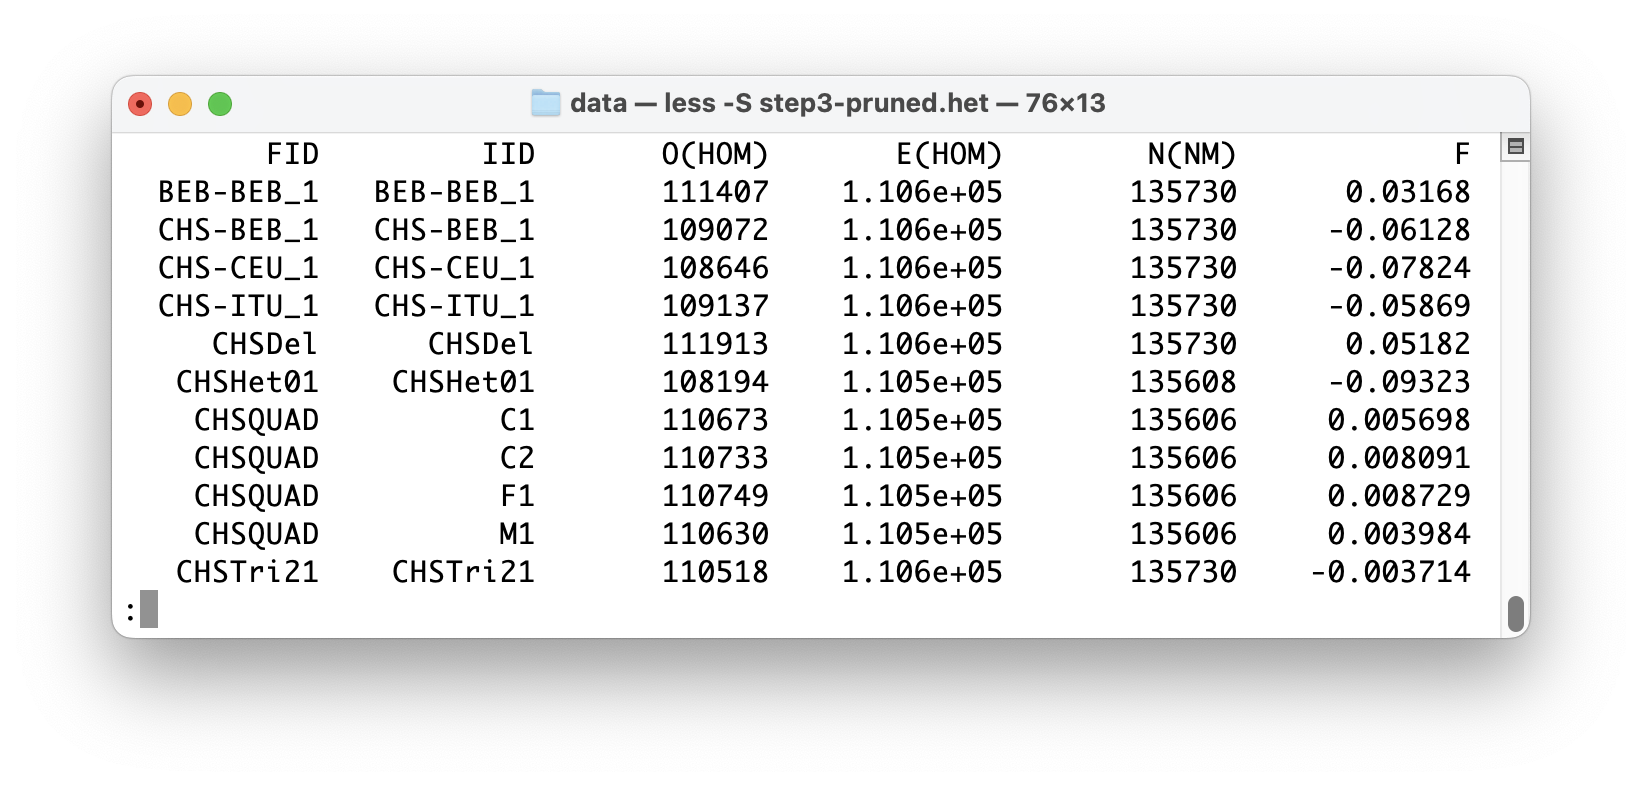 data — less -S step3-pruned.het — 76×13
FID IID O(HOM) E(HOM) N(NM) F
BEB-BEB_1 BEB-BEB_1 111407 1.106e+05 135730 0.03168
CHS-BEB_1 CHS-BEB_1 109072 1.106e+05 135730 -0.06128
CHS-CEU_1 CHS-CEU_1 108646 1.106e+05 135730 -0.07824
CHS-ITU_1 CHS-ITU_1 109137 1.106e+05 135730 -0.05869
CHSDel CHSDel 111913 1.106e+05 135730 0.05182
CHSHet01 CHSHet01 108194 1.105e+05 135608 -0.09323
CHSQUAD C1 110673 1.105e+05 135606 0.005698
CHSQUAD C2 110733 1.105e+05 135606 0.008091
CHSQUAD F1 110749 1.105e+05 135606 0.008729
CHSQUAD M1 110630 1.105e+05 135606 0.003984
CHSTri21 CHSTri21 110518 1.106e+05 135730 -0.003714
: